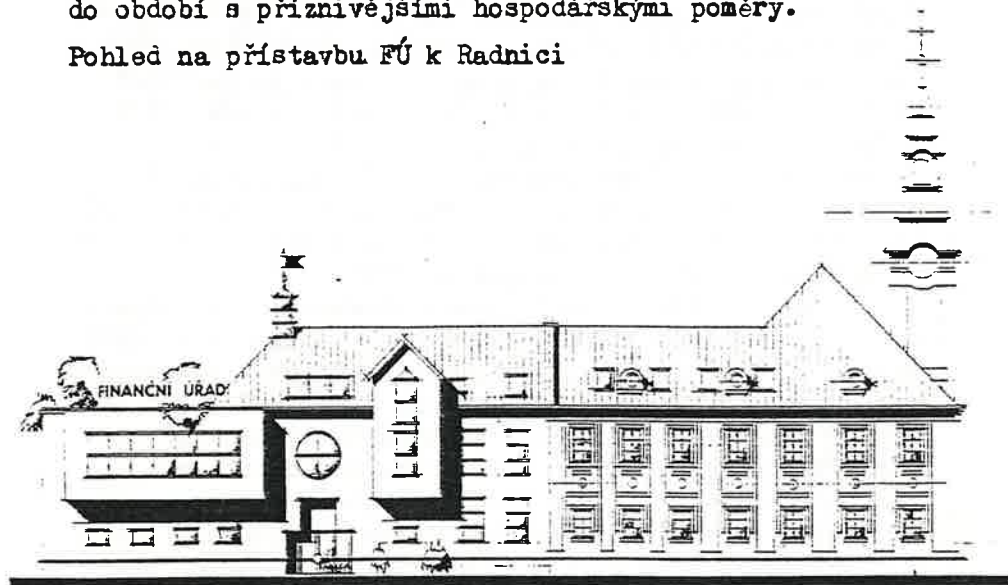 do období s příznivějšími hospodářskými poměry.
Pohled na přístavbu FÚ k Radnici
FINANČNÍ ÚŘAD